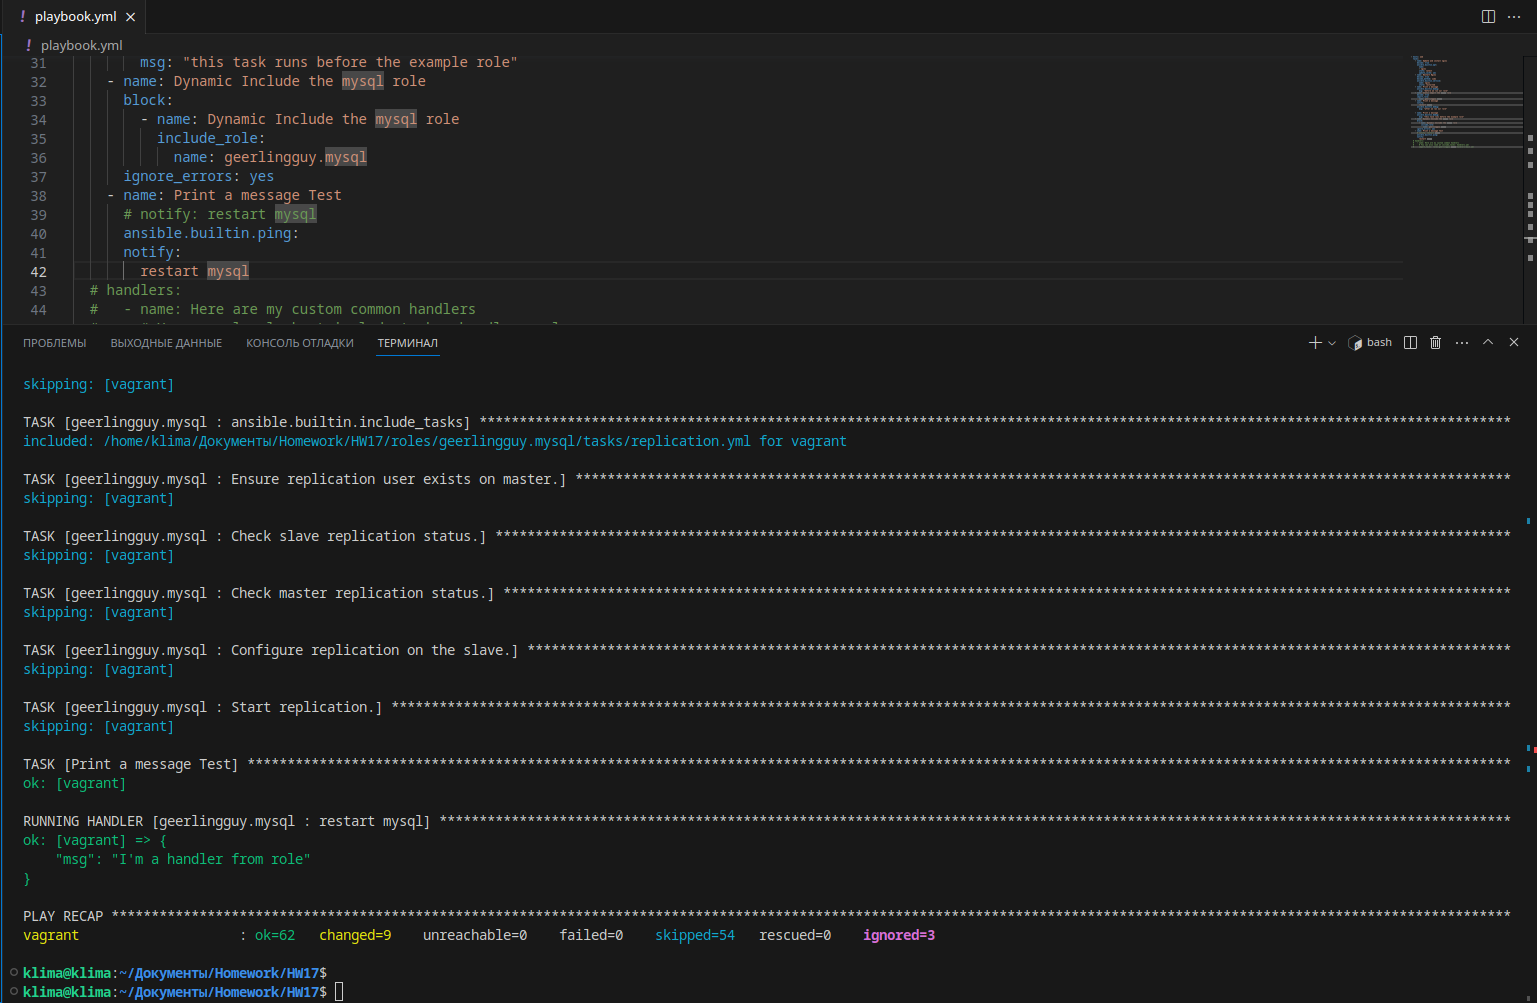 playbook.yml
playbook.yml
31 msg: "this task runs before the example role"
32 - name: Dynamic Include the mysql role
33 block:
34 - name: Dynamic Include the mysql role
35 include_role:
36 name: geerlingguy.mysql
37 ignore_errors: yes
38 - name: Print a message Test
39 # notify: restart mysql
40 ansible.builtin.ping:
41 notify:
42 restart mysql
43 # handlers:
44 # - name: Here are my custom common handlers
ПРОБЛЕМЫ ВЫХОДНЫЕ ДАННЫЕ КОНСОЛЬ ОТЛАДКИ ТЕРМИНАЛ bash
skipping: [vagrant]
TASK [geerlingguy.mysql : ansible.builtin.include_tasks] ***
included: /home/klima/Документы/Homework/HW17/roles/geerlingguy.mysql/tasks/replication.yml for vagrant
TASK [geerlingguy.mysql : Ensure replication user exists on master.] ***
skipping: [vagrant]
TASK [geerlingguy.mysql : Check slave replication status.] ***
skipping: [vagrant]
TASK [geerlingguy.mysql : Check master replication status.] ***
skipping: [vagrant]
TASK [geerlingguy.mysql : Configure replication on the slave.] ***
skipping: [vagrant]
TASK [geerlingguy.mysql : Start replication.] ***
skipping: [vagrant]
TASK [Print a message Test] ***
ok: [vagrant]
RUNNING HANDLER [geerlingguy.mysql : restart mysql] ***
ok: [vagrant] => {
"msg": "I'm a handler from role"
}
PLAY RECAP ***
vagrant : ok=62 changed=9 unreachable=0 failed=0 skipped=54 rescued=0 ignored=3
klima@klima:~/Документы/Homework/HW17$
klima@klima:~/Документы/Homework/HW17$